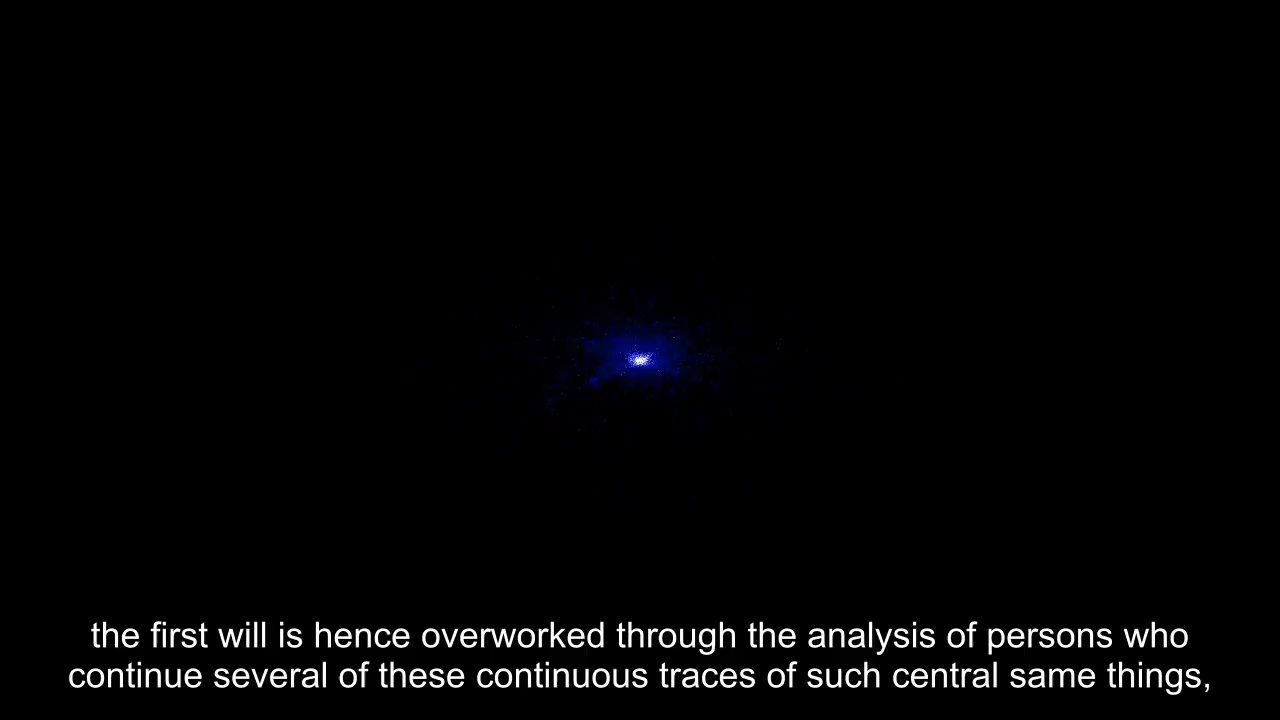 the first will is hence overworked through the analysis of persons who
continue several of these continuous traces of such central same things,